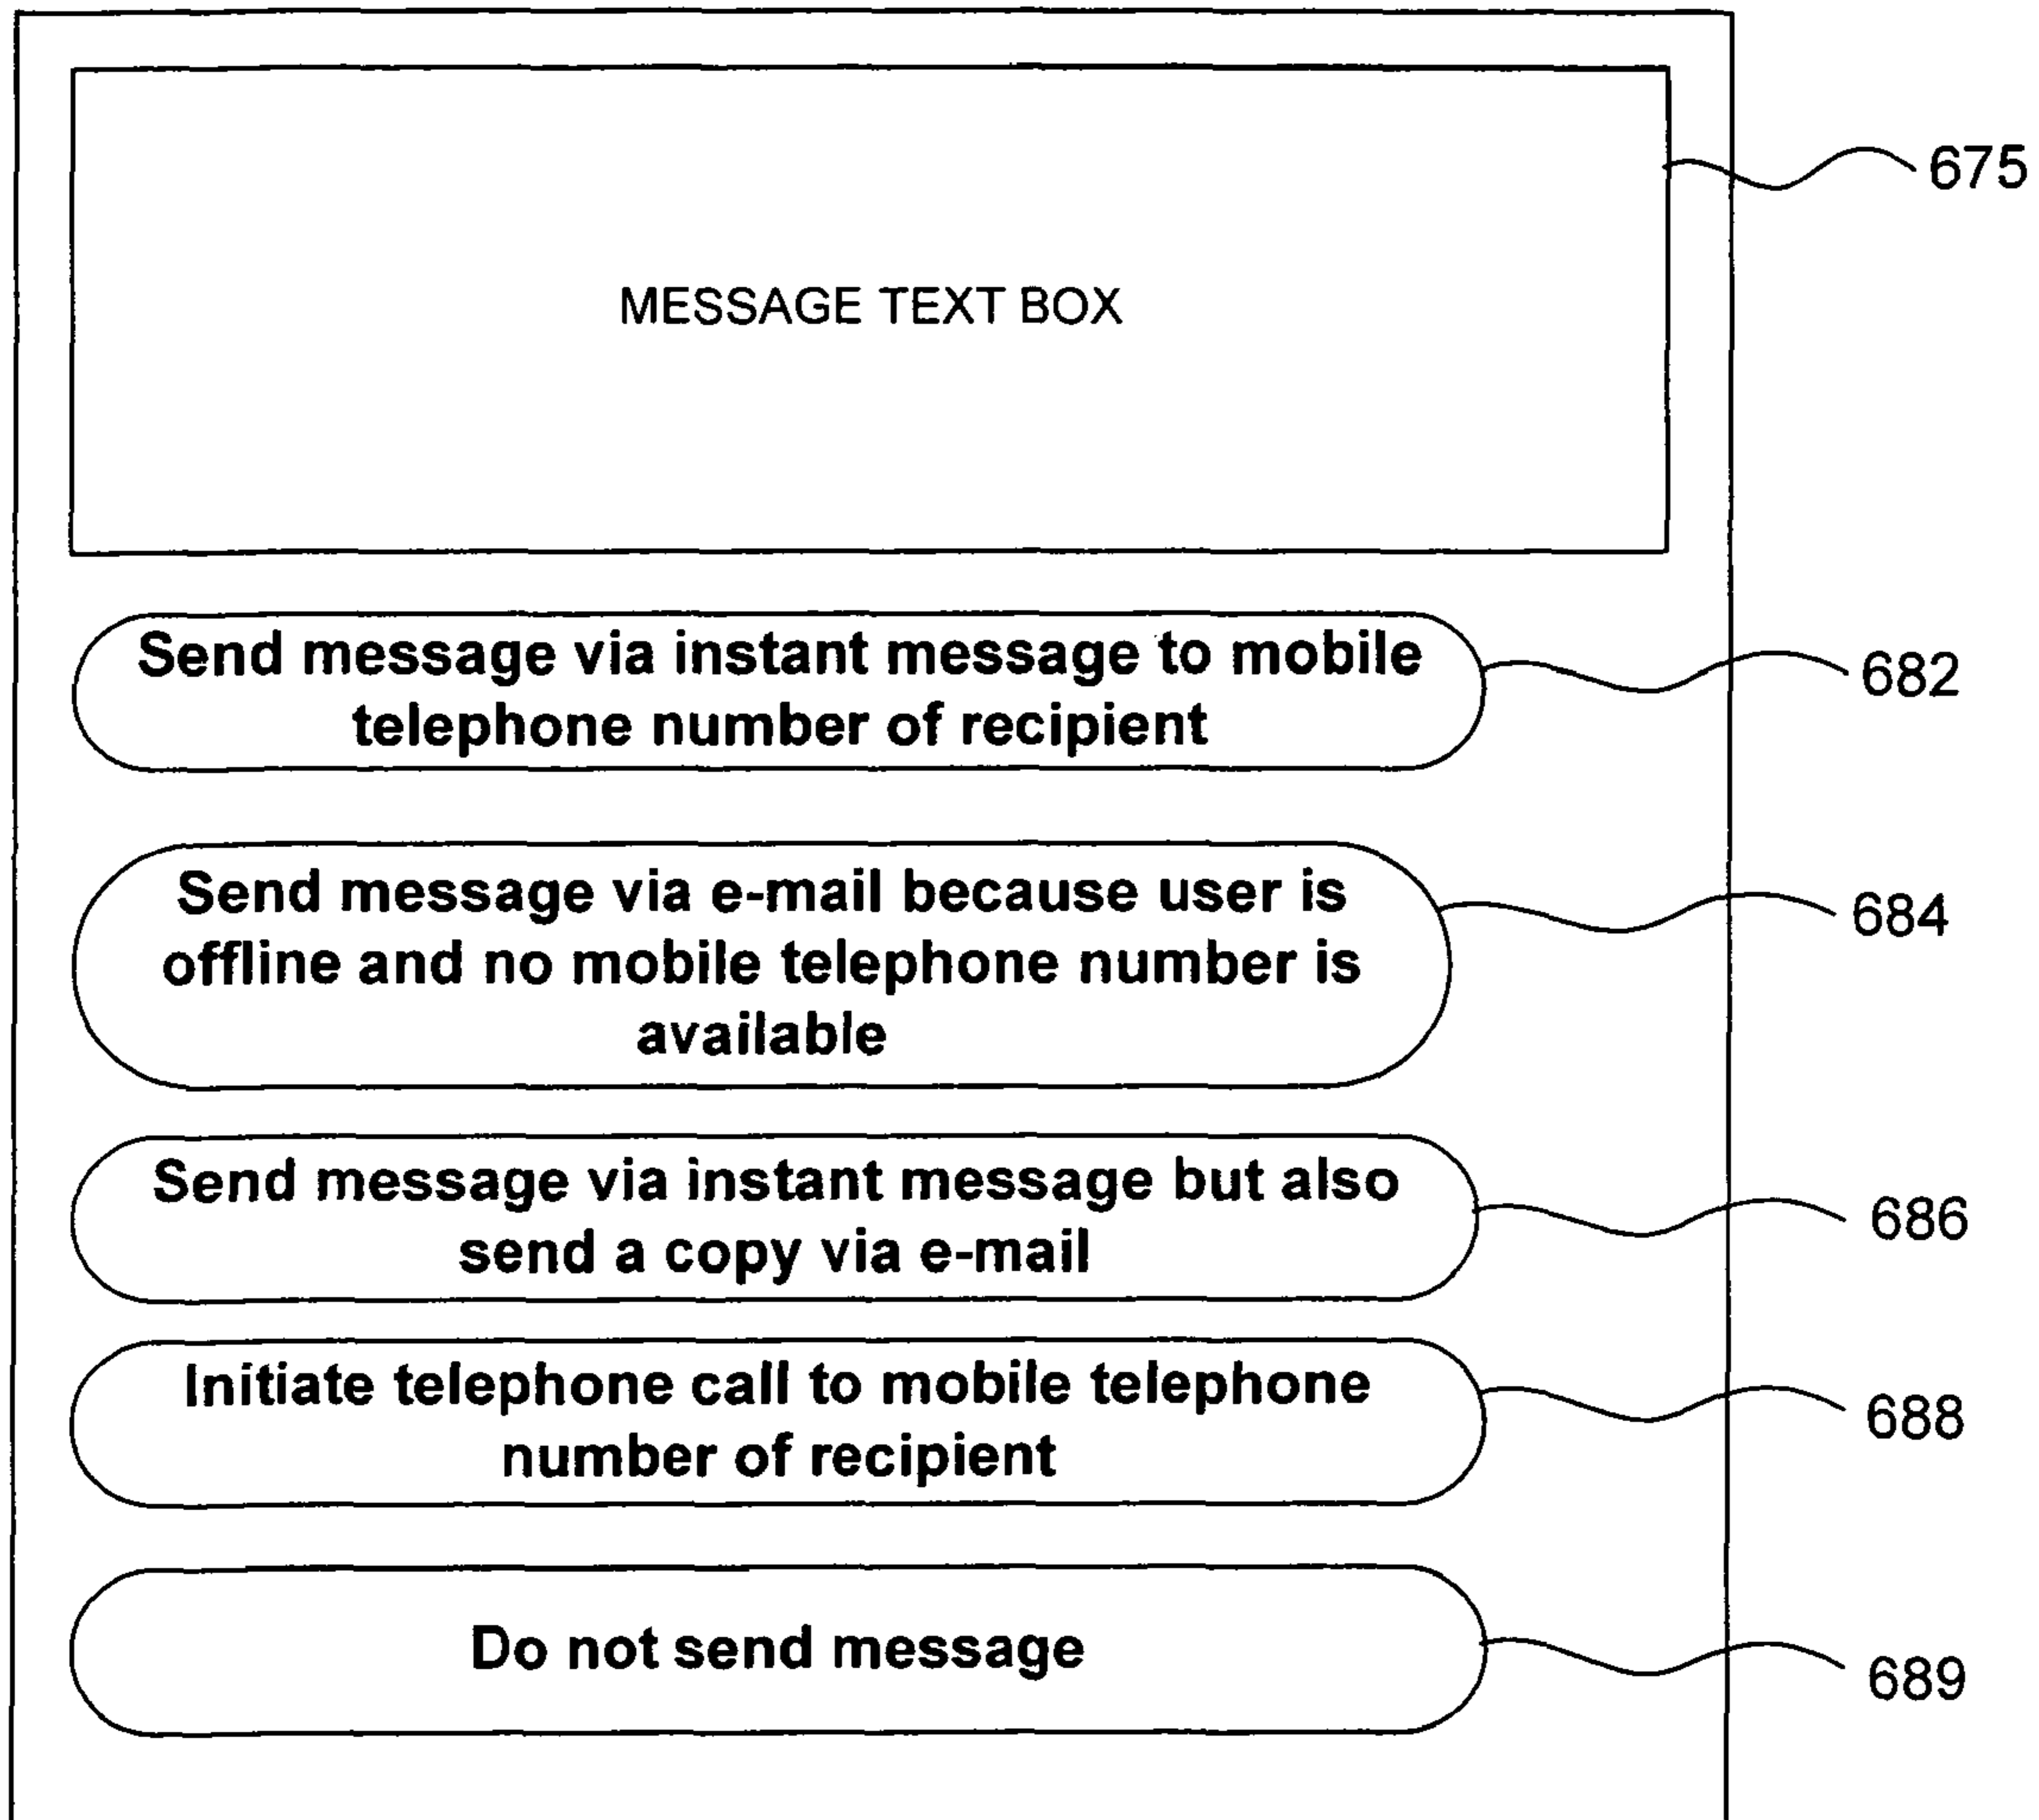 675
MESSAGE TEXT BOX
Send message via instant message to mobile
telephone number of recipient
682
Send message via e-mail because user is
offline and no mobile telephone number is
available
684
Send message via instant message but also
send a copy via e-mail
686
Initiate telephone call to mobile telephone
number of recipient
688
Do not send message
689